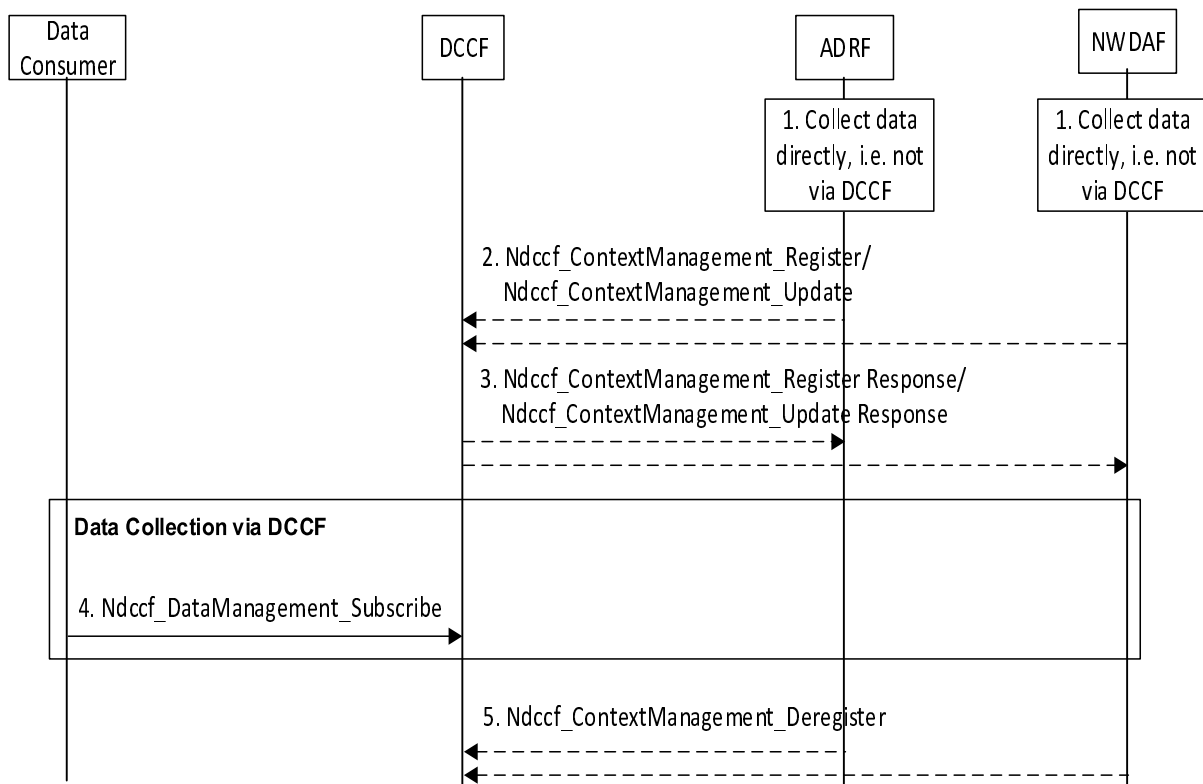 Data
Consumer
DCCF
ADRF
NWDAF
1. Collect data
directly, i.e. not
via DCCF
1. Collect data
directly, i.e. not
via DCCF
2. Ndccf_ContextManagement_Register/
Ndccf_ContextManagement_Update
3. Ndccf_ContextManagement_Register Response/
Ndccf_ContextManagement_Update Response
Data Collection via DCCF
4. Ndccf_DataManagement_Subscribe
5. Ndccf_ContextManagement_Deregister